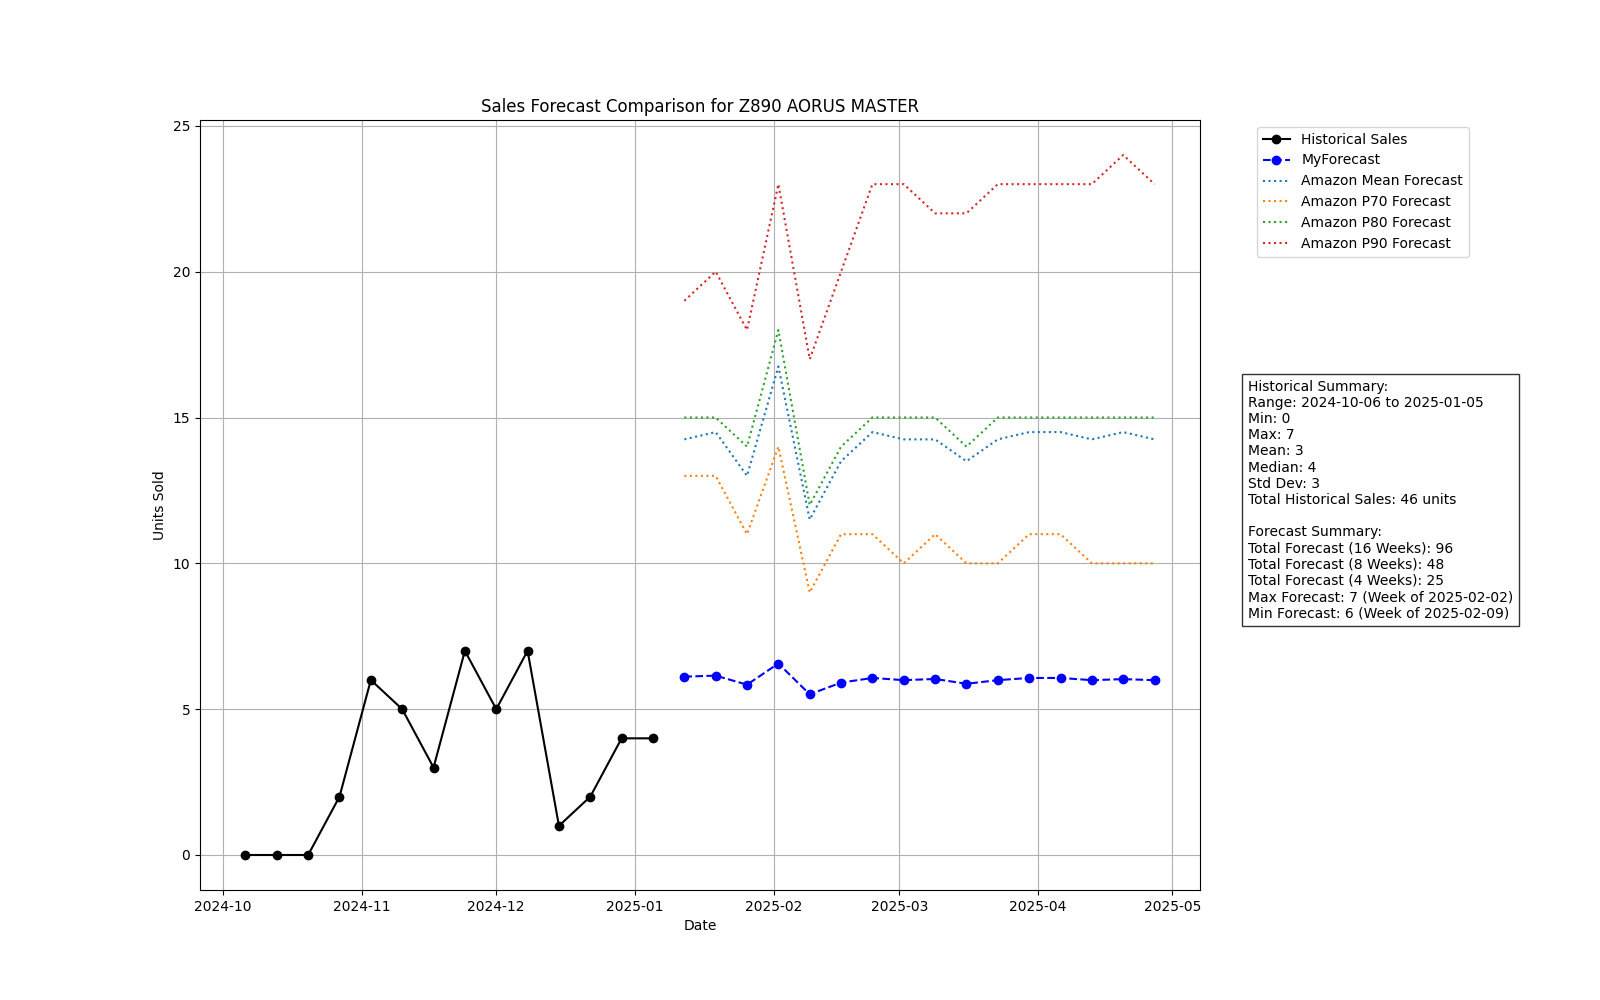 Sales Forecast Comparison for Z890 AORUS MASTER
25
20
15
10
5
0
Units Sold
2024-10
2024-11
2024-12
2025-01
2025-02
2025-03
2025-04
2025-05
Date
Historical Sales
MyForecast
Amazon Mean Forecast
Amazon P70 Forecast
Amazon P80 Forecast
Amazon P90 Forecast
Historical Summary:
Range: 2024-10-06 to 2025-01-05
Min: 0
Max: 7
Mean: 3
Median: 4
Std Dev: 3
Total Historical Sales: 46 units
Forecast Summary:
Total Forecast (16 Weeks): 96
Total Forecast (8 Weeks): 48
Total Forecast (4 Weeks): 25
Max Forecast: 7 (Week of 2025-02-02)
Min Forecast: 6 (Week of 2025-02-09)